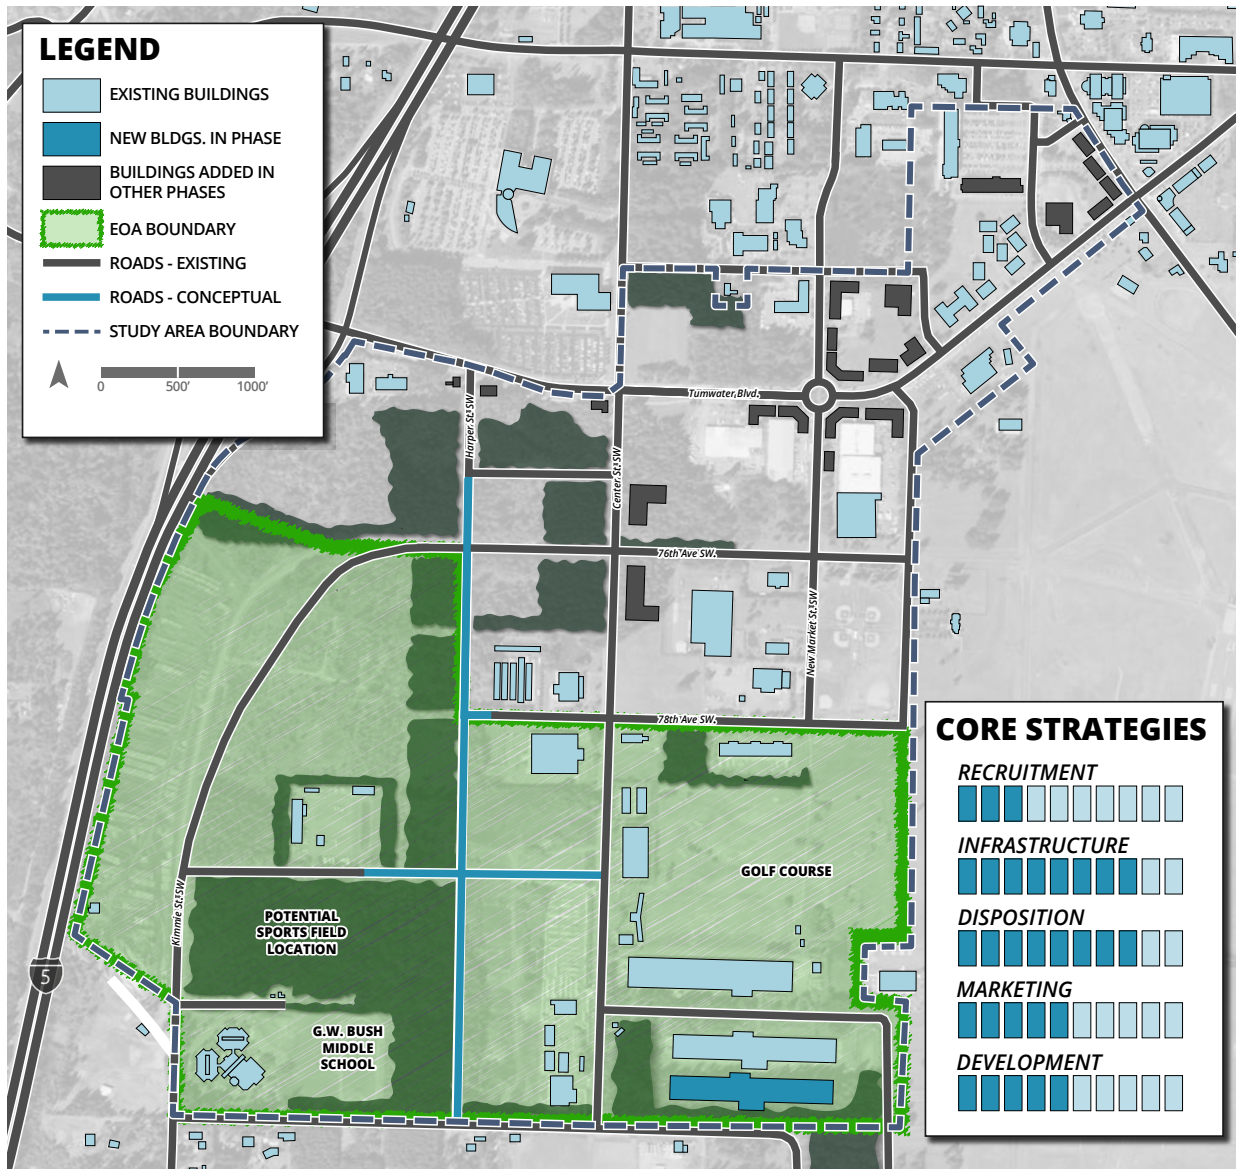 LEGEND
EXISTING BUILDINGS
NEW BLDGS. IN PHASE
BUILDINGS ADDED IN
OTHER PHASES
EOA BOUNDARY
ROADS - EXISTING
ROADS - CONCEPTUAL
STUDY AREA BOUNDARY
0 500' 1000'
Tumwater Blvd.
Harper St. SW
Center St. SW
76th Ave SW.
New Market St. SW
78th Ave SW.
Kimmie St. SW
GOLF COURSE
POTENTIAL
SPORTS FIELD
LOCATION
G.W. BUSH
MIDDLE
SCHOOL
5
CORE STRATEGIES
RECRUITMENT
INFRASTRUCTURE
DISPOSITION
MARKETING
DEVELOPMENT